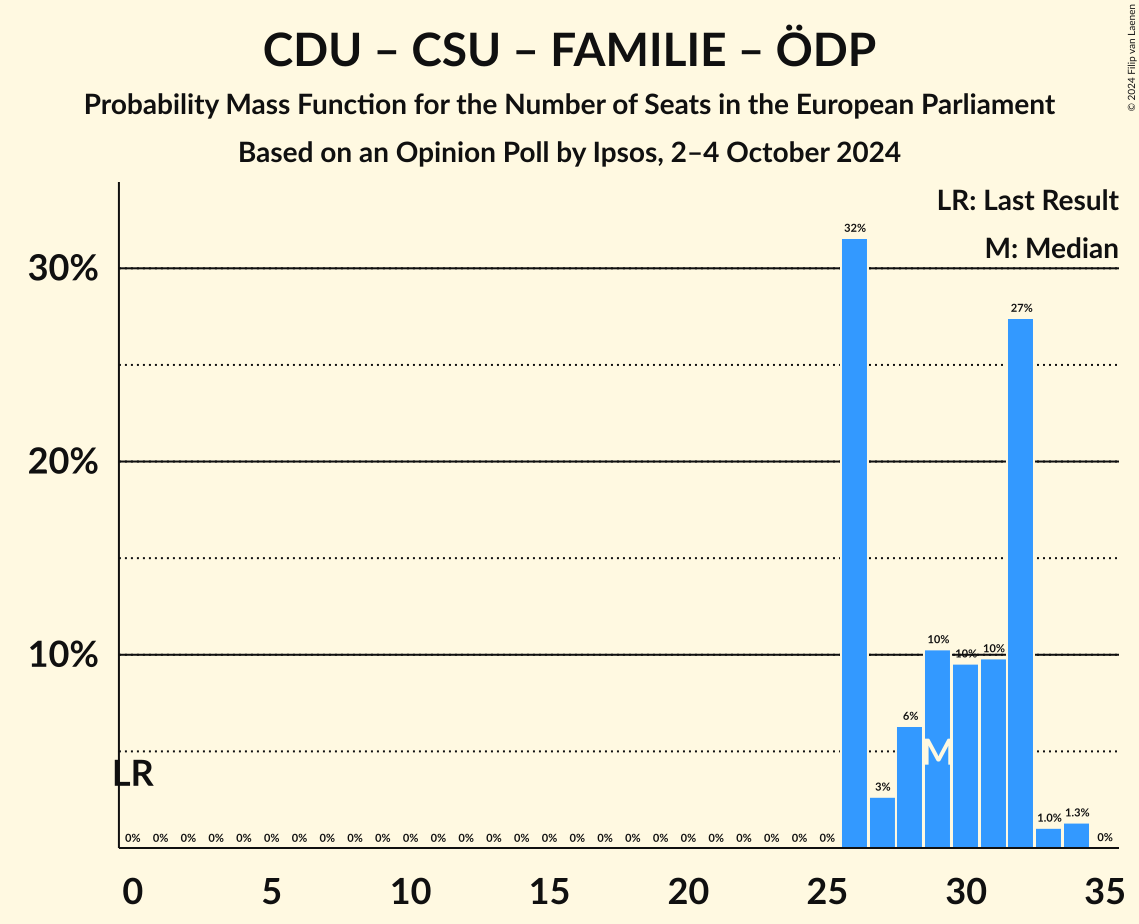 CDU – CSU – FAMILIE – ÖDP
Probability Mass Function for the Number of Seats in the European Parliament
Based on an Opinion Poll by Ipsos, 2–4 October 2024
© 2024 Filip van Laenen
LR: Last Result
M: Median
32%
30%
27%
20%
10%
10% 10% 10%
6%
M
LR
3%
1.0% 1.3%
0% 0% 0% 0% 0% 0% 0% 0% 0% 0% 0% 0% 0% 0% 0% 0% 0% 0% 0% 0% 0% 0% 0% 0% 0% 0% 0%
0 5 10 15 20 25 30 35